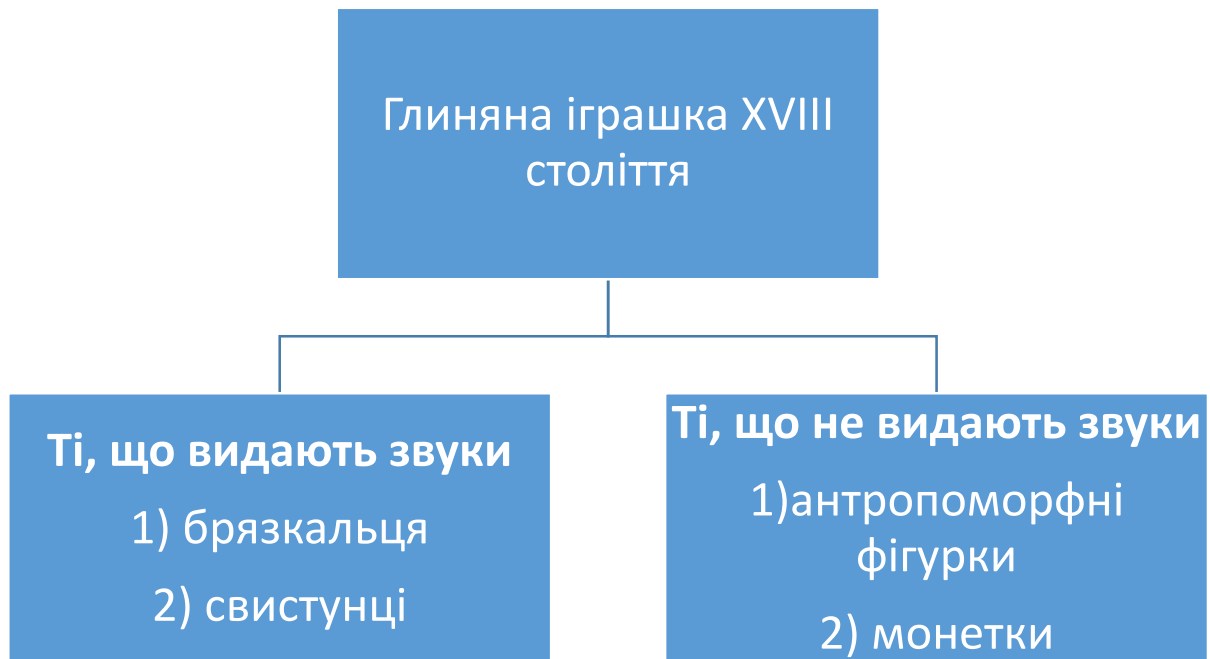 Глиняна іграшка XVIII
століття
Ті, що видають звуки
1) брязкальця
2) свистунці
Ті, що не видають звуки
1)антропоморфні
фігурки
2) монетки